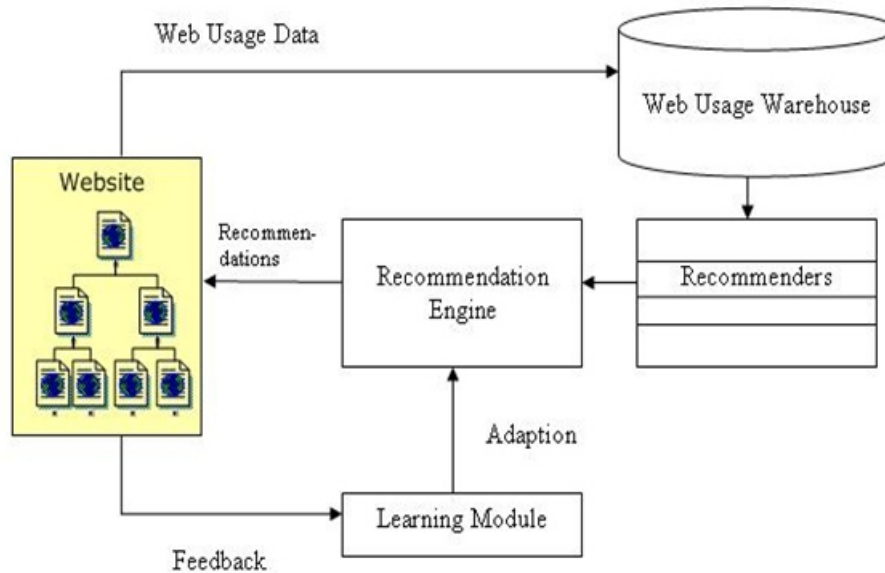 Web Usage Data
Web Usage Warehouse
Website
Recommen-
dations
Recommendation
Engine
Recommenders
Adaption
Learning Module
Feedback